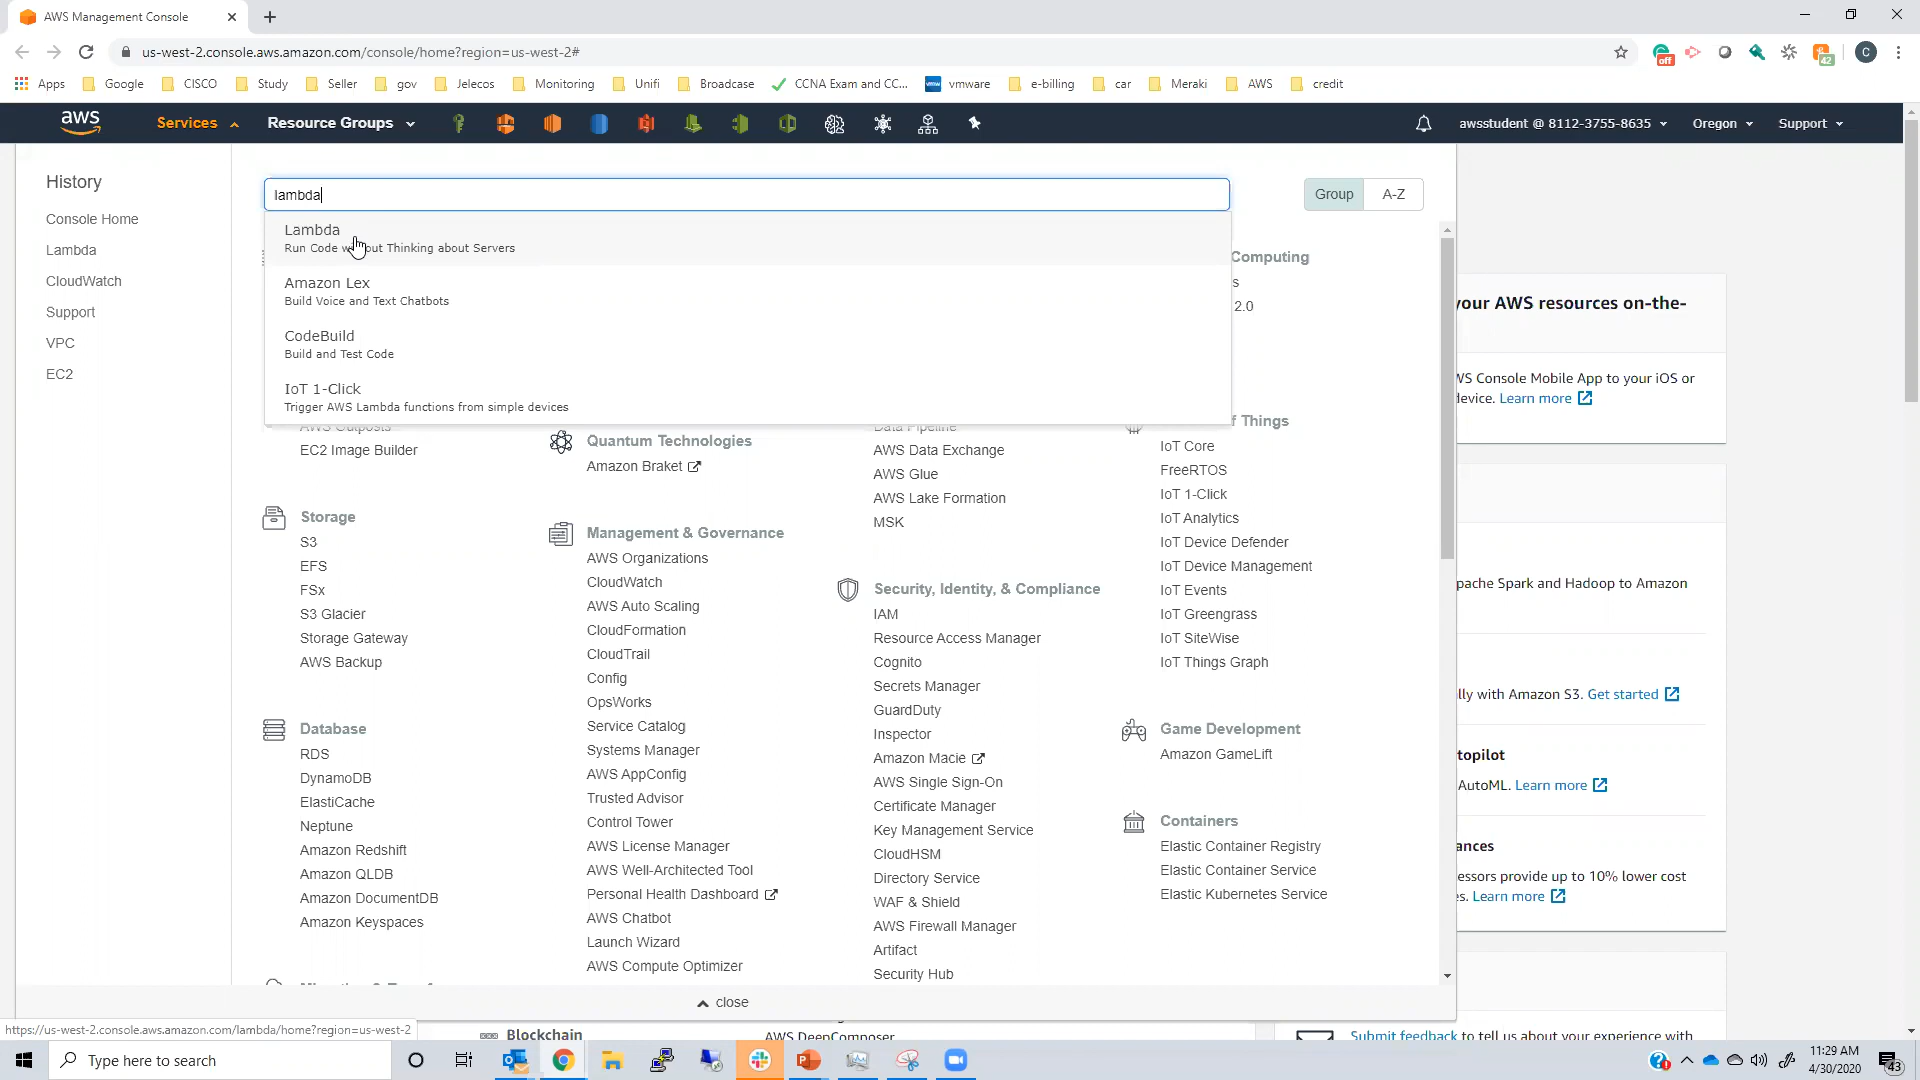 AWS Management Console
us-west-2.console.aws.amazon.com/console/home?region=us-west-2#
off
42
C
Apps
Google
CISCO
Study
Seller
gov
Jelecos
Monitoring
Unifi
Broadcase
CCNA Exam and CC...
vmware
e-billing
car
Meraki
AWS
credit
aws
Services
Resource Groups
awsstudent @ 8112-3755-8635
Oregon
Support
History
Console Home
Lambda
CloudWatch
Support
VPC
EC2
lambda
Group
A-Z
Lambda
Run Code without Thinking about Servers
Amazon Lex
Build Voice and Text Chatbots
CodeBuild
Build and Test Code
IoT 1-Click
Trigger AWS Lambda functions from simple devices
AWS Outposts
EC2 Image Builder
Storage
S3
EFS
FSx
S3 Glacier
Storage Gateway
AWS Backup
Database
RDS
DynamoDB
ElastiCache
Neptune
Amazon Redshift
Amazon QLDB
Amazon DocumentDB
Amazon Keyspaces
Quantum Technologies
Amazon Braket
Management & Governance
AWS Organizations
CloudWatch
AWS Auto Scaling
CloudFormation
CloudTrail
Config
OpsWorks
Service Catalog
Systems Manager
AWS AppConfig
Trusted Advisor
Control Tower
AWS License Manager
AWS Well-Architected Tool
Personal Health Dashboard
AWS Chatbot
Launch Wizard
AWS Compute Optimizer
Data Pipeline
AWS Data Exchange
AWS Glue
AWS Lake Formation
MSK
Security, Identity, & Compliance
IAM
Resource Access Manager
Cognito
Secrets Manager
GuardDuty
Inspector
Amazon Macie
AWS Single Sign-On
Certificate Manager
Key Management Service
CloudHSM
Directory Service
WAF & Shield
AWS Firewall Manager
Artifact
Security Hub
Computing
s
2.0
f Things
IoT Core
FreeRTOS
IoT 1-Click
IoT Analytics
IoT Device Defender
IoT Device Management
IoT Events
IoT Greengrass
IoT SiteWise
IoT Things Graph
Game Development
Amazon GameLift
Containers
Elastic Container Registry
Elastic Container Service
Elastic Kubernetes Service
close
your AWS resources on-the-
WS Console Mobile App to your iOS or
device. Learn more
pache Spark and Hadoop to Amazon
lly with Amazon S3. Get started
topilot
AutoML. Learn more
ances
essors provide up to 10% lower cost
s. Learn more
Submit feedback to tell us about your experience with
Blockchain
AWS DeepComposer
https://us-west-2.console.aws.amazon.com/lambda/home?region=us-west-2
Type here to search
11:29 AM
4/30/2020
43